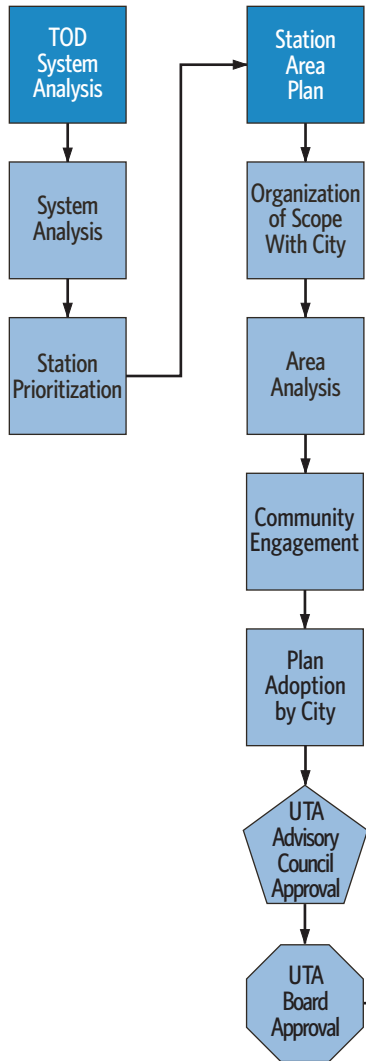 TOD
System
Analysis
System
Analysis
Station
Prioritization
Station
Area
Plan
Organization
of Scope
With City
Area
Analysis
Community
Engagement
Plan
Adoption
by City
UTA
Advisory
Council
Approval
UTA
Board
Approval